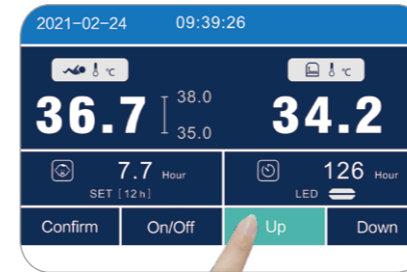 2021-02-24 09:39:26
℃ ℃
36.7 38.0 35.0 34.2
7.7 Hour 126 Hour
SET [12h] LED
Confirm On/Off Up Down